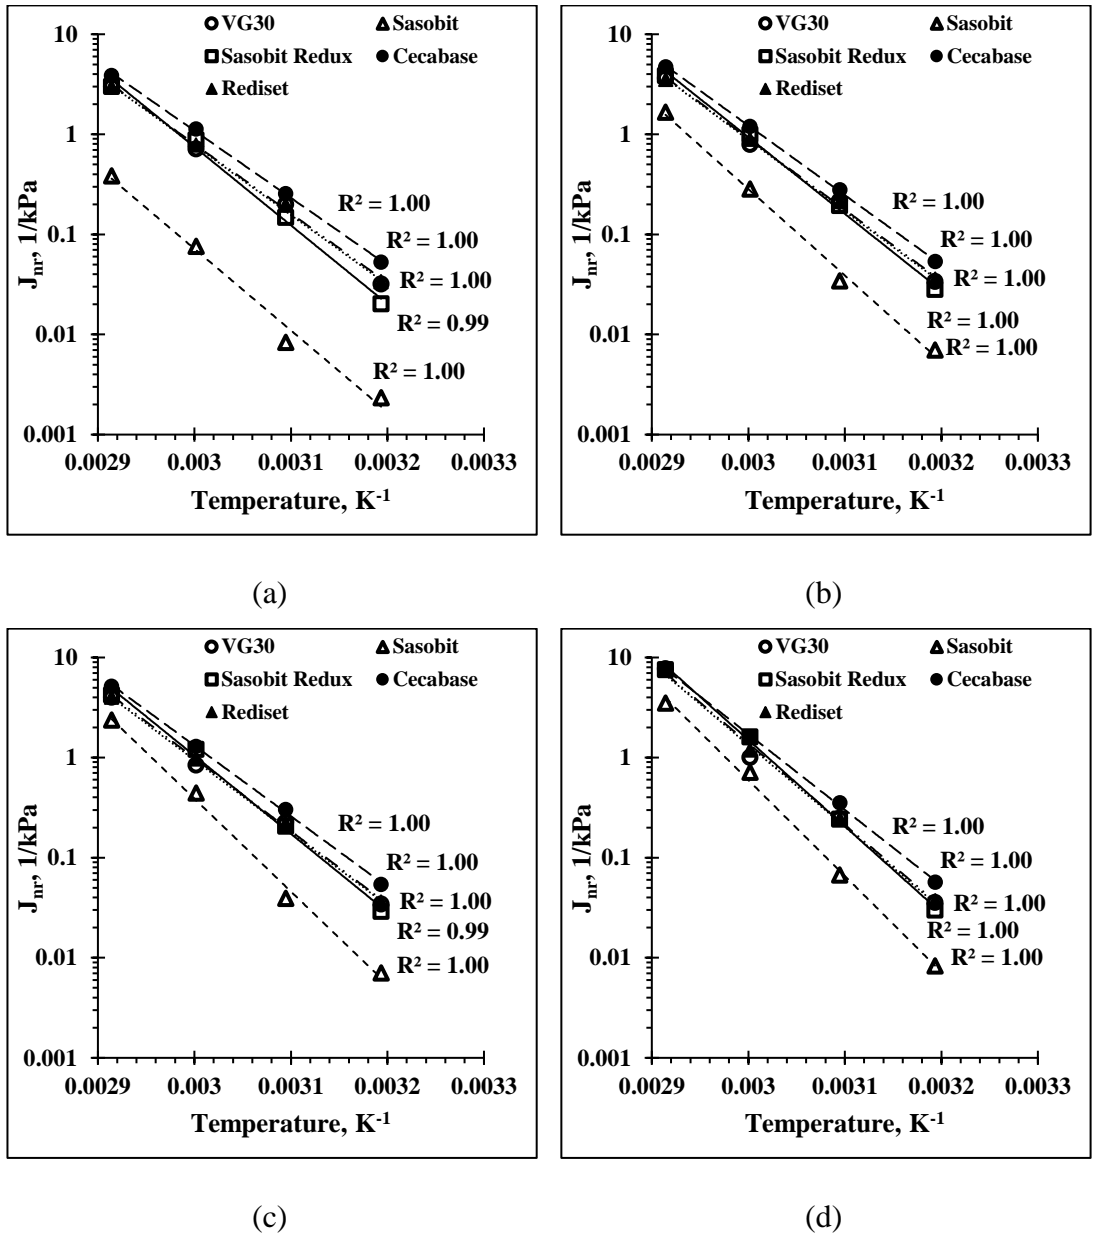 VG30 Sasobit
Sasobit Redux Cecabase
Rediset
10
1
0.1
0.01
0.001
J_nr, 1/kPa
R² = 1.00
R² = 1.00
R² = 1.00
R² = 0.99
R² = 1.00
0.0029 0.003 0.0031 0.0032 0.0033
Temperature, K⁻¹
(a)
VG30 Sasobit
Sasobit Redux Cecabase
Rediset
10
1
0.1
0.01
0.001
J_nr, 1/kPa
R² = 1.00
R² = 1.00
R² = 1.00
R² = 1.00
R² = 1.00
0.0029 0.003 0.0031 0.0032 0.0033
Temperature, K⁻¹
(b)
VG30 Sasobit
Sasobit Redux Cecabase
Rediset
10
1
0.1
0.01
0.001
J_nr, 1/kPa
R² = 1.00
R² = 1.00
R² = 1.00
R² = 0.99
R² = 1.00
0.0029 0.003 0.0031 0.0032 0.0033
Temperature, K⁻¹
(c)
VG30 Sasobit
Sasobit Redux Cecabase
Rediset
10
1
0.1
0.01
0.001
J_nr, 1/kPa
R² = 1.00
R² = 1.00
R² = 1.00
R² = 1.00
R² = 1.00
0.0029 0.003 0.0031 0.0032 0.0033
Temperature, K⁻¹
(d)